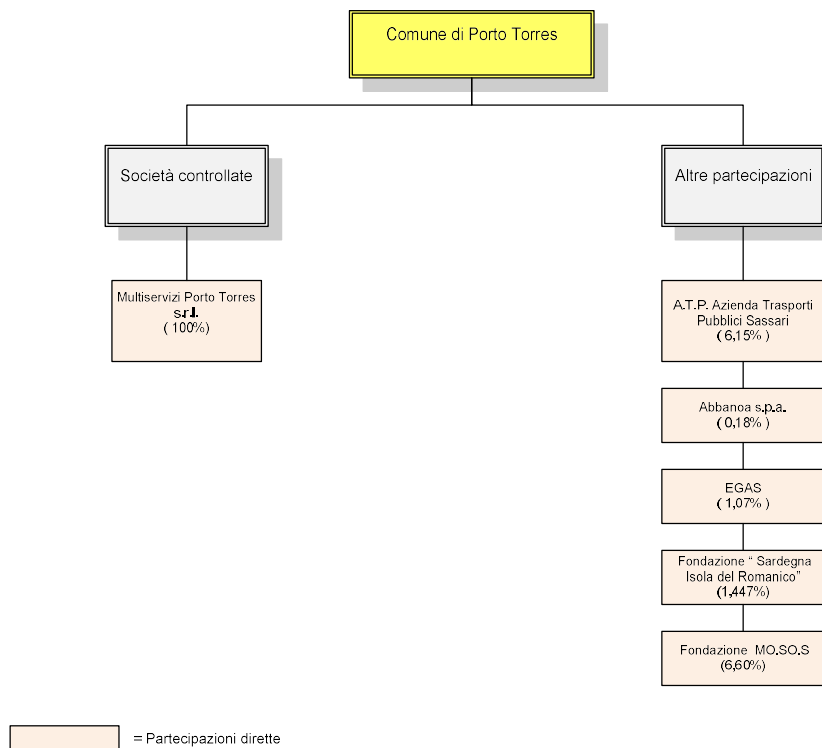 Comune di Porto Torres
Società controllate
Altre partecipazioni
Multiservizi Porto Torres
s.r.l.
( 100%)
A.T.P. Azienda Trasporti
Pubblici Sassari
( 6,15% )
Abbanoa s.p.a.
( 0,18% )
EGAS
( 1,07% )
Fondazione “ Sardegna
Isola del Romanico”
(1,447%)
Fondazione MO.SO.S
(6,60%)
= Partecipazioni dirette